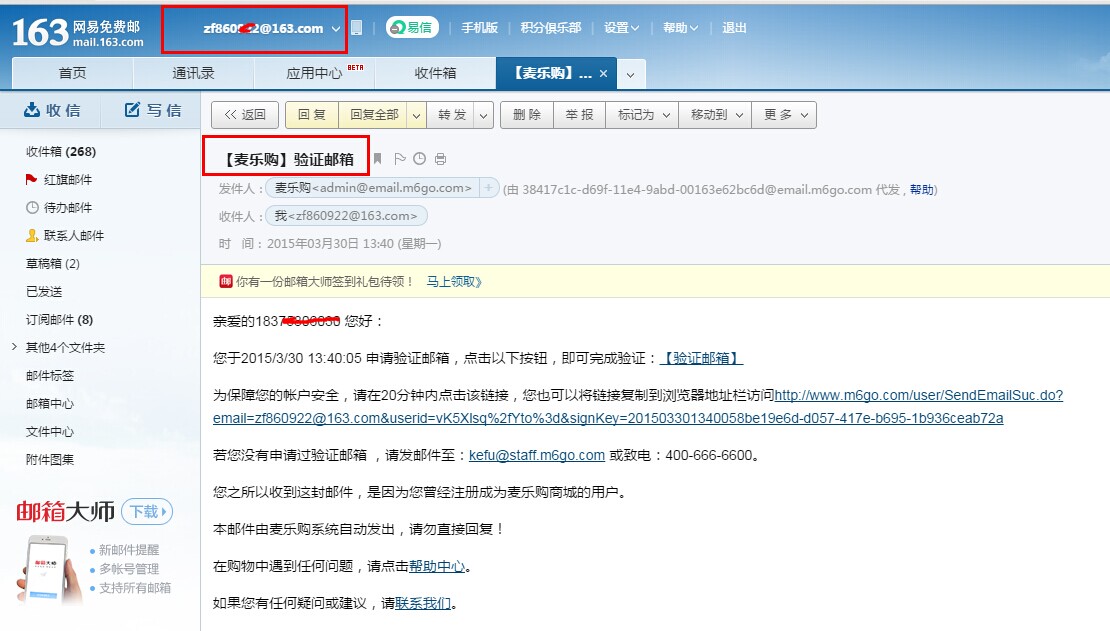 163 网易免费邮
mail.163.com
zf860 2@163.com
易信
手机版
积分俱乐部
设置
帮助
退出
首页
通讯录
应用中心 BETA
收件箱
【麦乐购】... ×
收信
写信
<< 返回
回复
回复全部
转发
删除
举报
标记为
移动到
更多
收件箱 (268)
红旗邮件
待办邮件
联系人邮件
草稿箱 (2)
已发送
订阅邮件 (8)
其他4个文件夹
邮件标签
邮箱中心
文件中心
附件图集
邮箱大师
下载
新邮件提醒
多帐号管理
支持所有邮箱
【麦乐购】验证邮箱
发件人：麦乐购<admin@email.m6go.com> + (由 38417c1c-d69f-11e4-9abd-00163e62bc6d@email.m6go.com 代发 , 帮助)
收件人：我<zf860922@163.com>
时 间：2015年03月30日 13:40 (星期一)
邮 你有一份邮箱大师签到礼包待领！ 马上领取》
亲爱的1837 您好：
您于2015/3/30 13:40:05 申请验证邮箱，点击以下按钮，即可完成验证：【验证邮箱】
为保障您的帐户安全，请在20分钟内点击该链接，您也可以将链接复制到浏览器地址栏访问http://www.m6go.com/user/SendEmailSuc.do?
email=zf860922@163.com&userid=vK5Xlsq%2fYto%3d&signKey=201503301340058be19e6d-d057-417e-b695-1b936ceab72a
若您没有申请过验证邮箱 ，请发邮件至：kefu@staff.m6go.com 或致电：400-666-6600。
您之所以收到这封邮件，是因为您曾经注册成为麦乐购商城的用户。
本邮件由麦乐购系统自动发出，请勿直接回复！
在购物中遇到任何问题，请点击帮助中心。
如果您有任何疑问或建议，请联系我们。